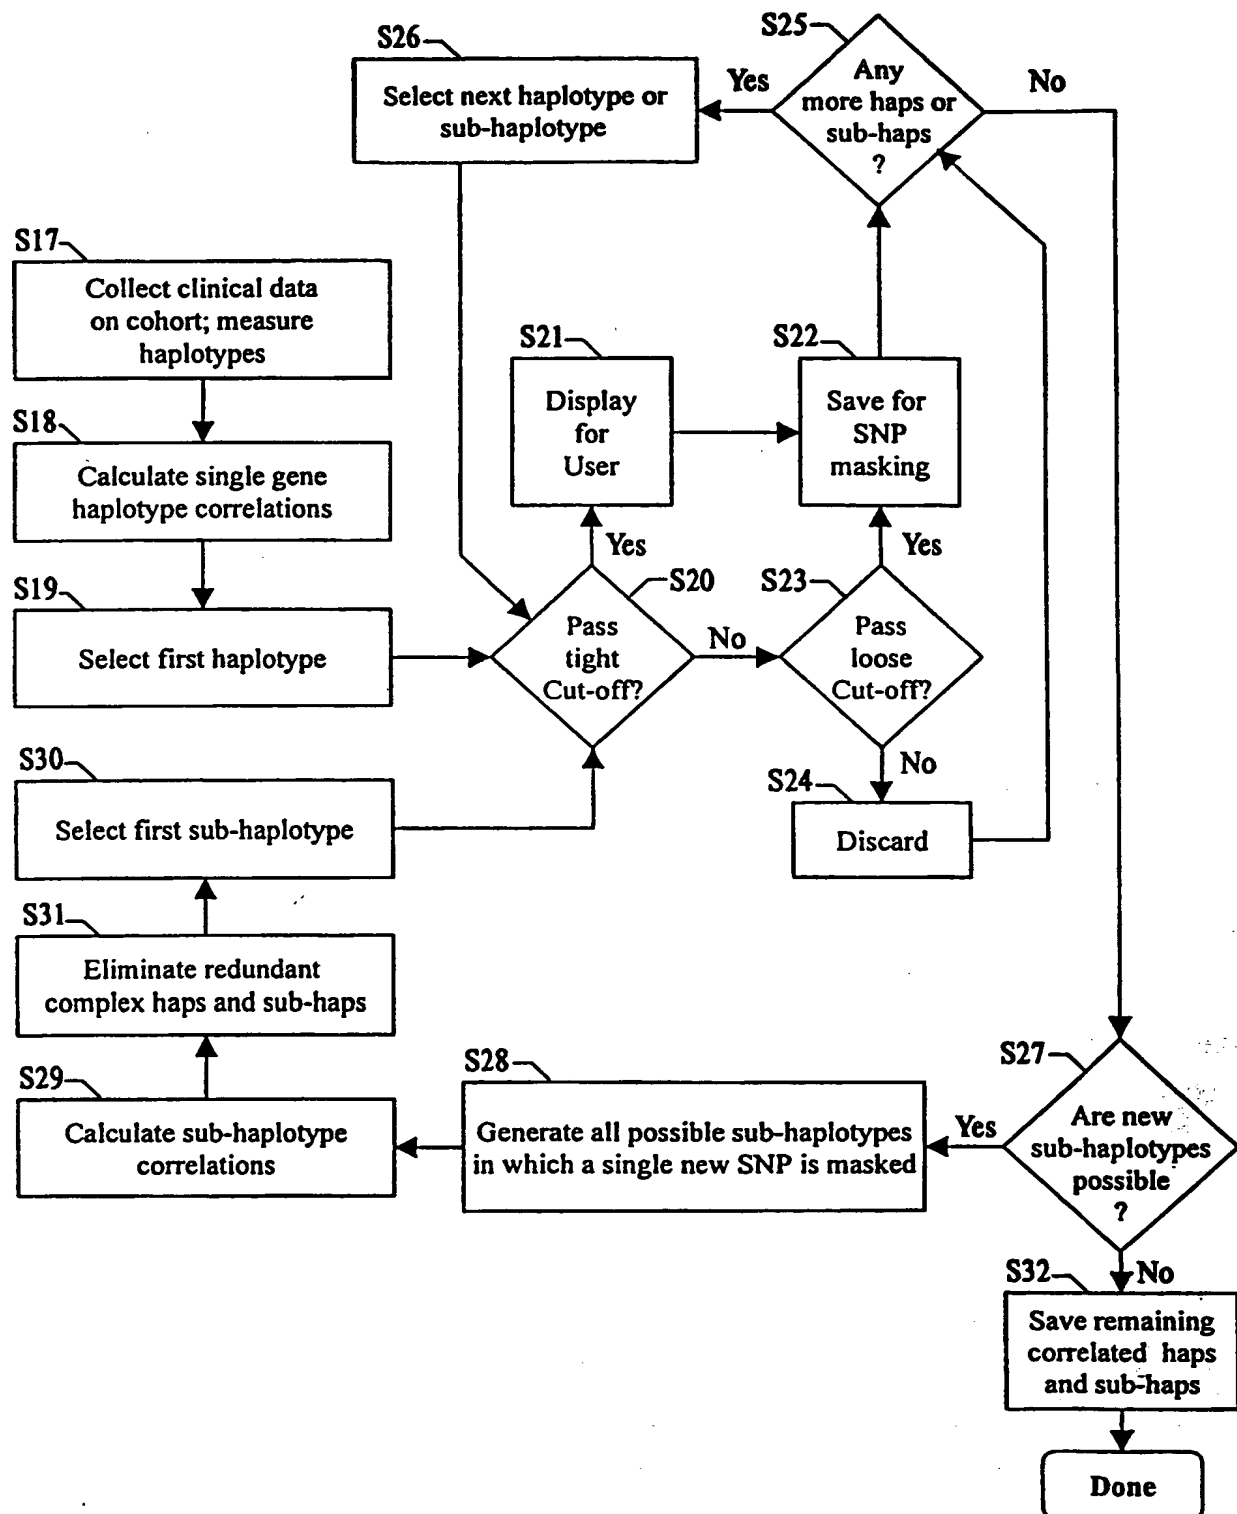 S26
Select next haplotype or
sub-haplotype
Yes
S25
Any
more haps or
sub-haps
?
No
S17
Collect clinical data
on cohort; measure
haplotypes
S18
Calculate single gene
haplotype correlations
S19
Select first haplotype
S21
Display
for
User
S22
Save for
SNP
masking
Yes
Yes
S20
Pass
tight
Cut-off?
No
S23
Pass
loose
Cut-off?
No
S24
Discard
S30
Select first sub-haplotype
S31
Eliminate redundant
complex haps and sub-haps
S29
Calculate sub-haplotype
correlations
S28
Generate all possible sub-haplotypes
in which a single new SNP is masked
Yes
S27
Are new
sub-haplotypes
possible
?
No
S32
Save remaining
correlated haps
and sub-haps
Done